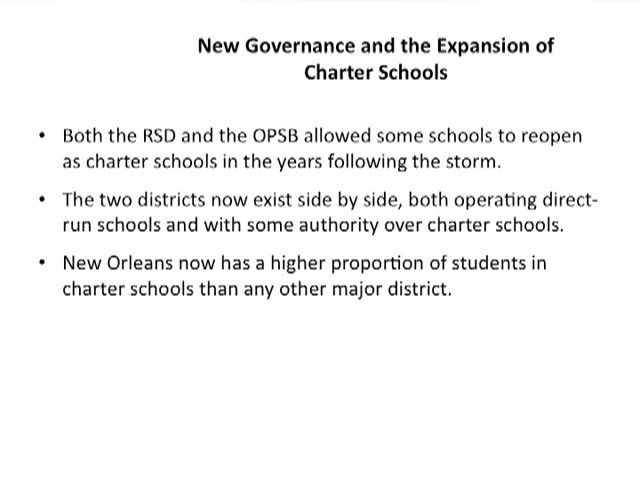 New Governance and the Expansion of
Charter Schools
• Both the RSD and the OPSB allowed some schools to reopen
as charter schools in the years following the storm.
• The two districts now exist side by side, both operating direct-
run schools and with some authority over charter schools.
• New Orleans now has a higher proportion of students in
charter schools than any other major district.